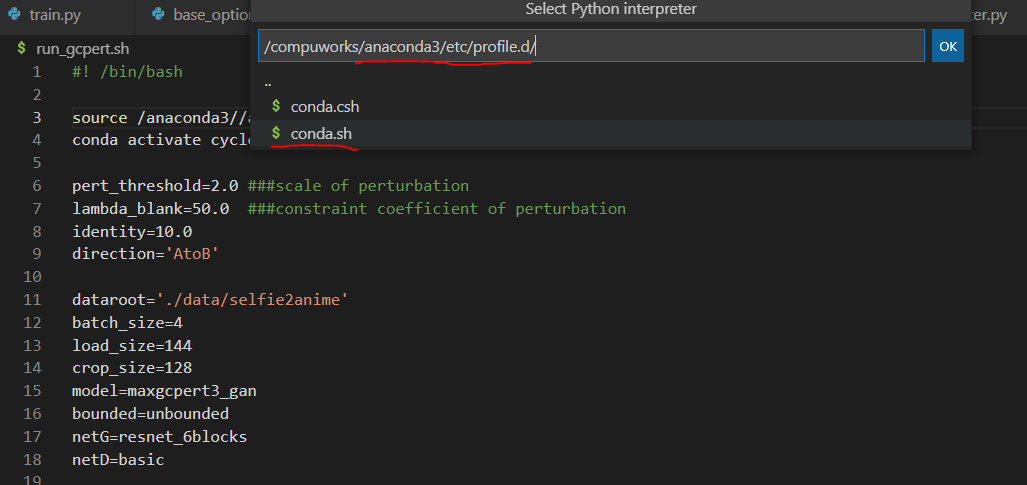 train.py
base_optio
Select Python interpreter
er.py
/compuworks/anaconda3/etc/profile.d/
OK
..
$ conda.csh
$ conda.sh
$ run_gcpert.sh
1 #! /bin/bash
2
3 source /anaconda3//
4 conda activate cycl
5
6 pert_threshold=2.0 ###scale of perturbation
7 lambda_blank=50.0 ###constraint coefficient of perturbation
8 identity=10.0
9 direction='AtoB'
10
11 dataroot='./data/selfie2anime'
12 batch_size=4
13 load_size=144
14 crop_size=128
15 model=maxgcpert3_gan
16 bounded=unbounded
17 netG=resnet_6blocks
18 netD=basic
19